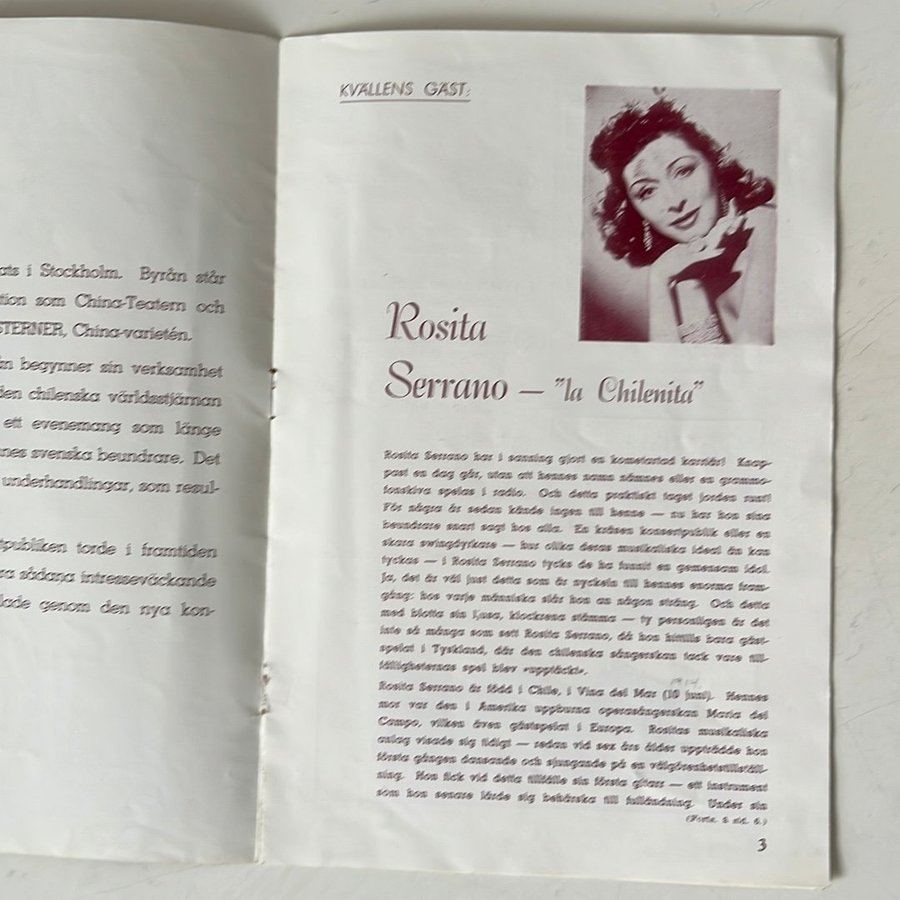 ats i Stockholm. Byrån står
tion som China-Teatern och
STERNER, China-varietén.
n begynner sin verksamhet
den chilenska världsstjärnan
ett evenemang som länge
nes svenska beundrare. Det
underhandlingar, som resul-
tpubliken torde i framtiden
ra sådana intresseväckande
lade genom den nya kon-
KVÄLLENS GÄST:
Rosita
Serrano — "la Chilenita"
Rosita Serrano har i sanning gjort en kometartad karriär! Knap-
past en dag går, utan att hennes namn nämnes eller en grammo-
fonskiva spelas i radio. Och detta praktiskt taget jorden runt!
För några år sedan kände ingen till henne — nu har hon sina
beundrare snart sagt hos alla. En kräsen konsertpublik eller en
skara swingdyrkare — hur olika deras musikaliska ideal än kan
tyckas — i Rosita Serrano tycks de ha funnit en gemensam idol.
Ja, det är väl just detta som är nyckeln till hennes enorma fram-
gång: hos varje människa slår hon an någon sträng. Och detta
med blotta sin ljusa, klockrena stämma — ty personligen är det
inte så många som sett Rosita Serrano, då hon hittills bara gäst-
spelat i Tyskland, där den chilenska sångerskan tack vare till-
fälligheternas spel blev »upptäckt».
1914
Rosita Serrano är född i Chile, i Vina del Mar (10 juni). Hennes
mor var den i Amerika uppburna operasångerskan Maria del
Campo, vilken även gästspelat i Europa. Rositas musikaliska
anlag visade sig tidigt — redan vid sex års ålder uppträdde hon
första gången dansande och sjungande på en välgörenhetstillställ-
ning. Hon fick vid detta tillfälle sin första gitarr — ett instrument
som hon senare lärde sig behärska till fulländning. Under sin
(Forts. å sid. 6.)
3